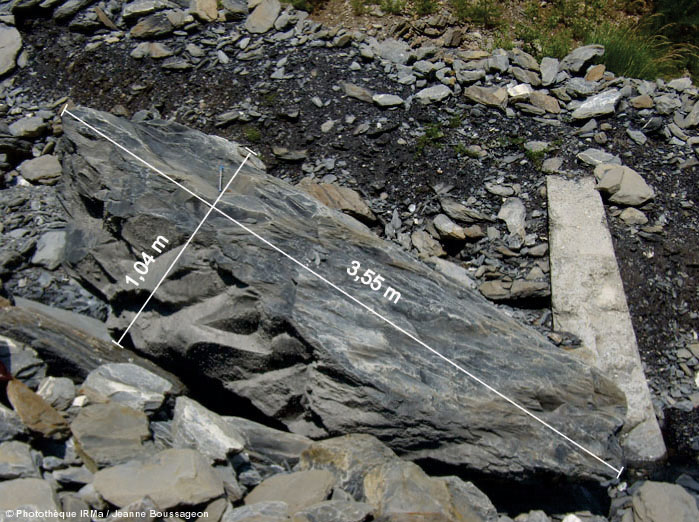 1,04 m
3,55 m
© Photothèque IRMa / Jeanne Boussageon